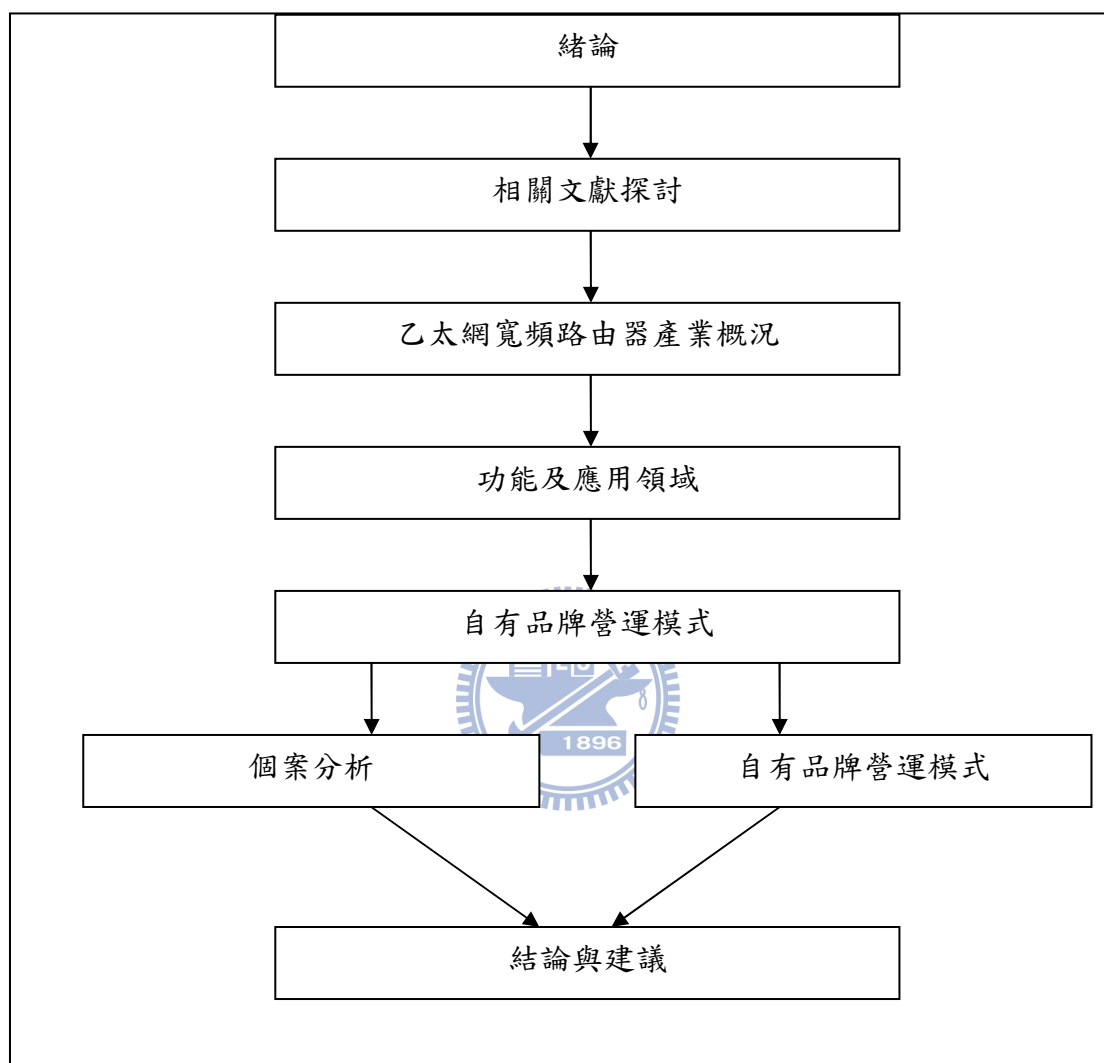 緒論
相關文獻探討
乙太網寬頻路由器產業概況
功能及應用領域
自有品牌營運模式
1896
個案分析
自有品牌營運模式
結論與建議